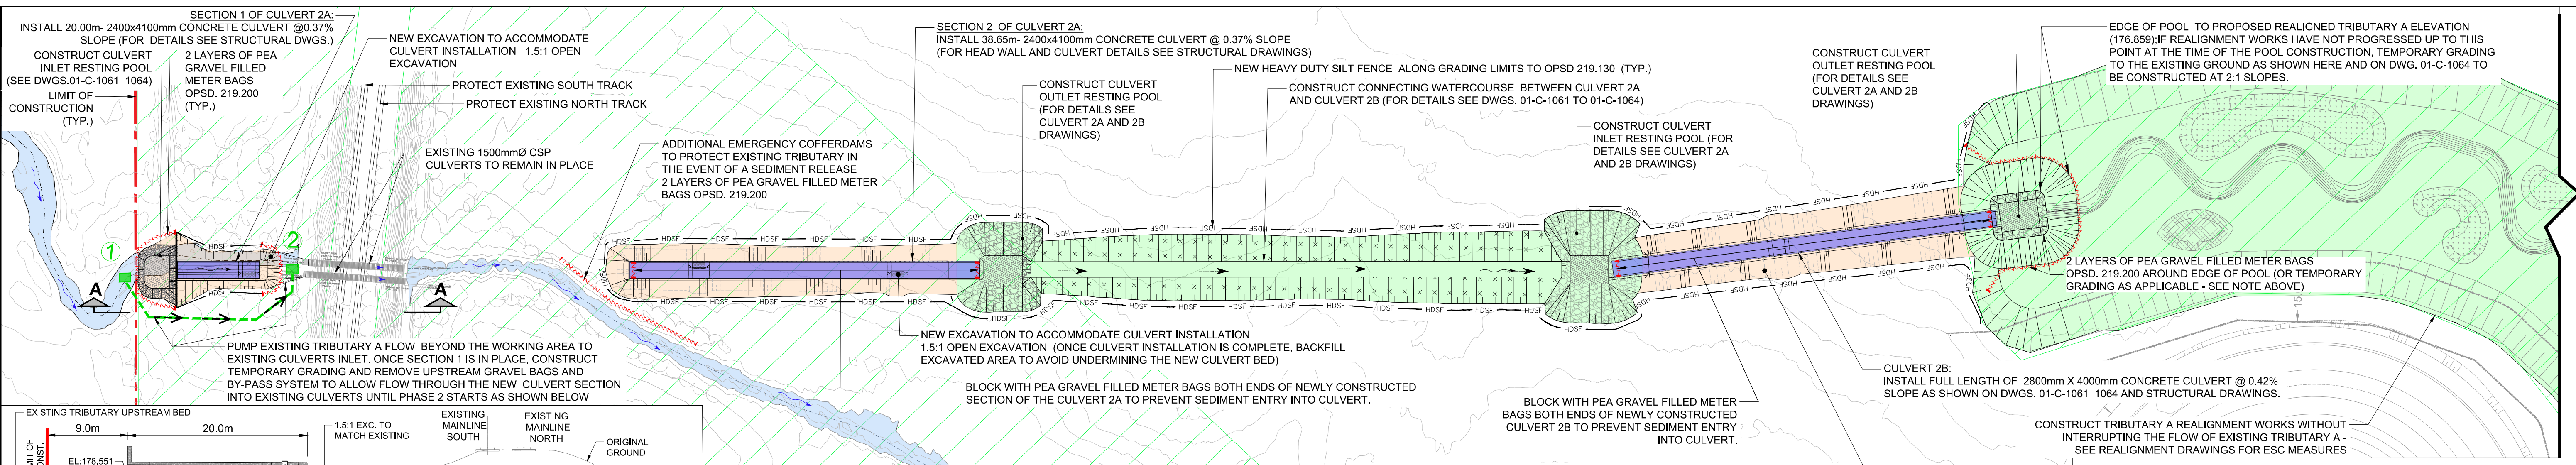 SECTION 1 OF CULVERT 2A:
INSTALL 20.00m- 2400x4100mm CONCRETE CULVERT @0.37%
SLOPE (FOR DETAILS SEE STRUCTURAL DWGS.)
CONSTRUCT CULVERT
INLET RESTING POOL
(SEE DWGS.01-C-1061_1064)
LIMIT OF
CONSTRUCTION
(TYP.)
2 LAYERS OF PEA
GRAVEL FILLED
METER BAGS
OPSD. 219.200
(TYP.)
NEW EXCAVATION TO ACCOMMODATE
CULVERT INSTALLATION 1.5:1 OPEN
EXCAVATION
PROTECT EXISTING SOUTH TRACK
PROTECT EXISTING NORTH TRACK
EXISTING 1500mmØ CSP
CULVERTS TO REMAIN IN PLACE
ADDITIONAL EMERGENCY COFFERDAMS
TO PROTECT EXISTING TRIBUTARY IN
THE EVENT OF A SEDIMENT RELEASE
2 LAYERS OF PEA GRAVEL FILLED METER
BAGS OPSD. 219.200
SECTION 2 OF CULVERT 2A:
INSTALL 38.65m- 2400x4100mm CONCRETE CULVERT @ 0.37% SLOPE
(FOR HEAD WALL AND CULVERT DETAILS SEE STRUCTURAL DRAWINGS)
CONSTRUCT CULVERT
OUTLET RESTING POOL
(FOR DETAILS SEE
CULVERT 2A AND 2B
DRAWINGS)
NEW HEAVY DUTY SILT FENCE ALONG GRADING LIMITS TO OPSD 219.130 (TYP.)
CONSTRUCT CONNECTING WATERCOURSE BETWEEN CULVERT 2A
AND CULVERT 2B (FOR DETAILS SEE DWGS. 01-C-1061 TO 01-C-1064)
CONSTRUCT CULVERT
INLET RESTING POOL (FOR
DETAILS SEE CULVERT 2A
AND 2B DRAWINGS)
CONSTRUCT CULVERT
OUTLET RESTING POOL
(FOR DETAILS SEE
CULVERT 2A AND 2B
DRAWINGS)
EDGE OF POOL TO PROPOSED REALIGNED TRIBUTARY A ELEVATION
(176.859);IF REALIGNMENT WORKS HAVE NOT PROGRESSED UP TO THIS
POINT AT THE TIME OF THE POOL CONSTRUCTION, TEMPORARY GRADING
TO THE EXISTING GROUND AS SHOWN HERE AND ON DWG. 01-C-1064 TO
BE CONSTRUCTED AT 2:1 SLOPES.
1
2
A
A
HDSF
HDSF
HDSF
HDSF
HDSF
HDSF
HDSF
HDSF
HDSF
HDSF
2 LAYERS OF PEA GRAVEL FILLED METER BAGS
OPSD. 219.200 AROUND EDGE OF POOL (OR TEMPORARY
GRADING AS APPLICABLE - SEE NOTE ABOVE)
PUMP EXISTING TRIBUTARY A FLOW BEYOND THE WORKING AREA TO
EXISTING CULVERTS INLET. ONCE SECTION 1 IS IN PLACE, CONSTRUCT
TEMPORARY GRADING AND REMOVE UPSTREAM GRAVEL BAGS AND
BY-PASS SYSTEM TO ALLOW FLOW THROUGH THE NEW CULVERT SECTION
INTO EXISTING CULVERTS UNTIL PHASE 2 STARTS AS SHOWN BELOW
NEW EXCAVATION TO ACCOMMODATE CULVERT INSTALLATION
1.5:1 OPEN EXCAVATION (ONCE CULVERT INSTALLATION IS COMPLETE, BACKFILL
EXCAVATED AREA TO AVOID UNDERMINING THE NEW CULVERT BED)
BLOCK WITH PEA GRAVEL FILLED METER BAGS BOTH ENDS OF NEWLY CONSTRUCTED
SECTION OF THE CULVERT 2A TO PREVENT SEDIMENT ENTRY INTO CULVERT.
BLOCK WITH PEA GRAVEL FILLED METER
BAGS BOTH ENDS OF NEWLY CONSTRUCTED
CULVERT 2B TO PREVENT SEDIMENT ENTRY
INTO CULVERT.
CULVERT 2B:
INSTALL FULL LENGTH OF 2800mm X 4000mm CONCRETE CULVERT @ 0.42%
SLOPE AS SHOWN ON DWGS. 01-C-1061_1064 AND STRUCTURAL DRAWINGS.
CONSTRUCT TRIBUTARY A REALIGNMENT WORKS WITHOUT
INTERRUPTING THE FLOW OF EXISTING TRIBUTARY A -
SEE REALIGNMENT DRAWINGS FOR ESC MEASURES
EXISTING TRIBUTARY UPSTREAM BED
9.0m
20.0m
EL:178,551
1.5:1 EXC, TO
MATCH EXISTING
EXISTING
MAINLINE
SOUTH
EXISTING
MAINLINE
NORTH
ORIGINAL
GROUND